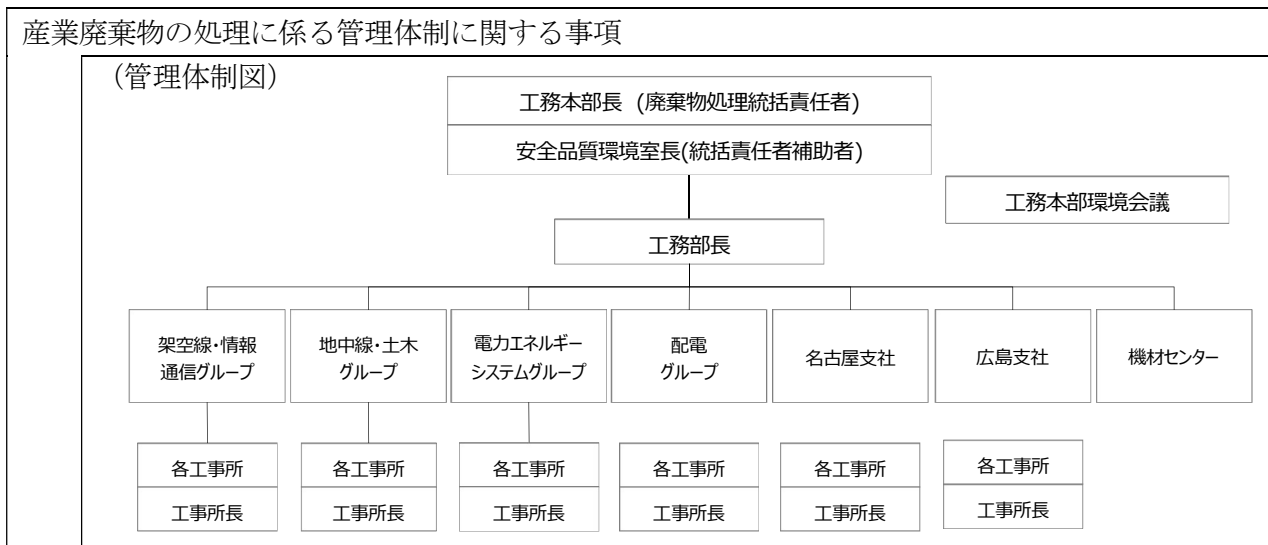 産業廃棄物の処理に係る管理体制に関する事項
（管理体制図）
工務本部長 (廃棄物処理統括責任者)
安全品質環境室長(統括責任者補助者)
工務本部環境会議
工務部長
架空線・情報
通信グループ
地中線・土木
グループ
電力エネルギー
システムグループ
配電
グループ
名古屋支社
広島支社
機材センター
各工事所
工事所長
各工事所
工事所長
各工事所
工事所長
各工事所
工事所長
各工事所
工事所長
各工事所
工事所長